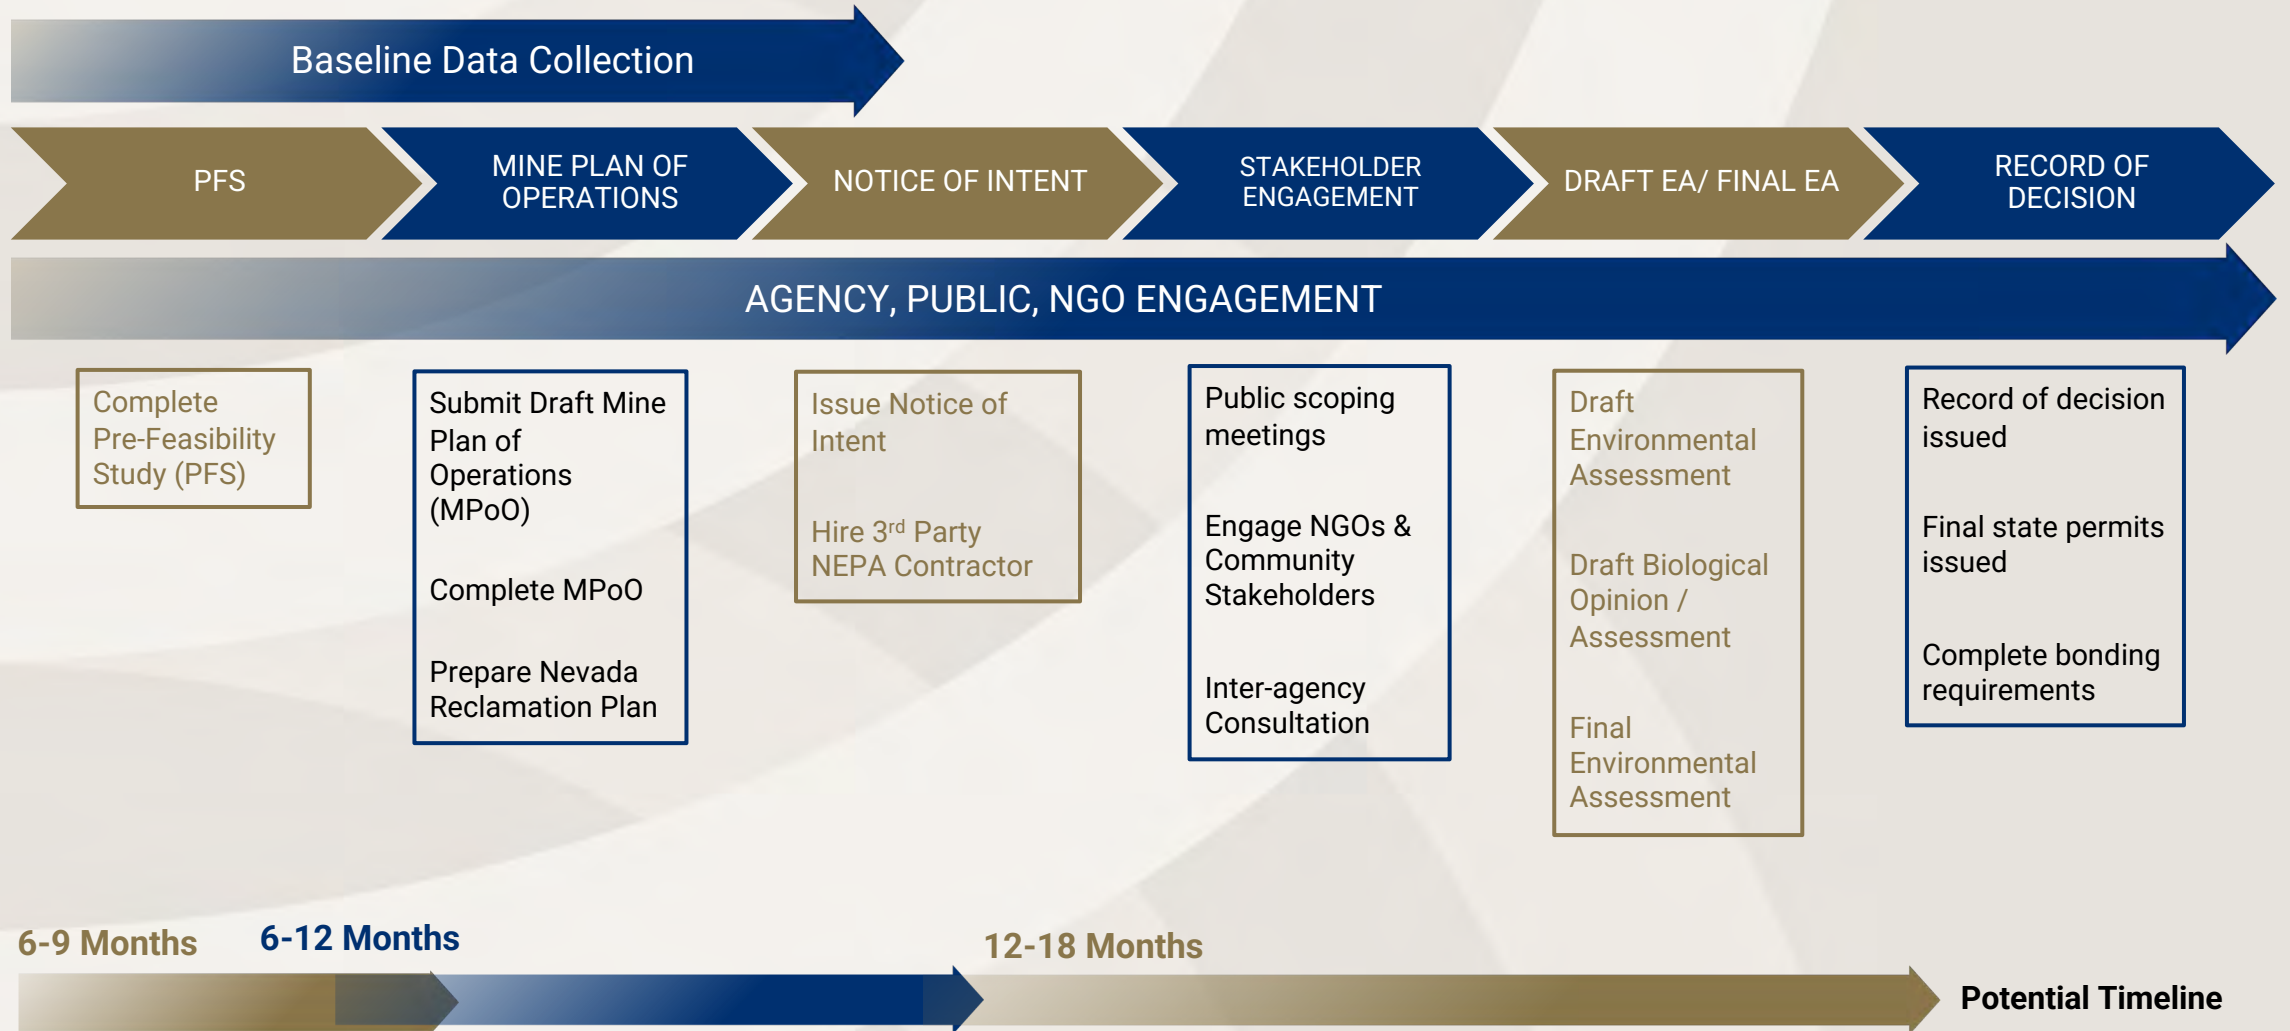 Baseline Data Collection
PFS
MINE PLAN OF
OPERATIONS
NOTICE OF INTENT
STAKEHOLDER
ENGAGEMENT
DRAFT EA/ FINAL EA
RECORD OF
DECISION
AGENCY, PUBLIC, NGO ENGAGEMENT
Complete
Pre-Feasibility
Study (PFS)
Submit Draft Mine
Plan of
Operations
(MPoO)
Complete MPoO
Prepare Nevada
Reclamation Plan
Issue Notice of
Intent
Hire 3rd Party
NEPA Contractor
Public scoping
meetings
Engage NGOs &
Community
Stakeholders
Inter-agency
Consultation
Draft
Environmental
Assessment
Draft Biological
Opinion /
Assessment
Final
Environmental
Assessment
Record of decision
issued
Final state permits
issued
Complete bonding
requirements
6-9 Months
6-12 Months
12-18 Months
Potential Timeline